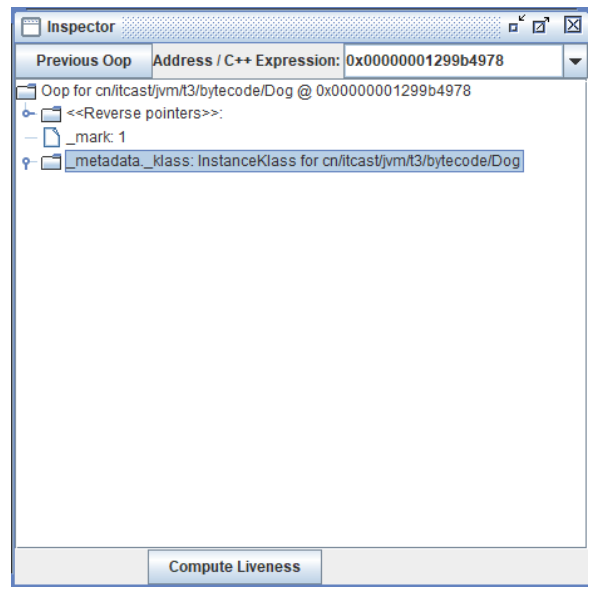 Inspector
Previous Oop Address / C++ Expression: 0x00000001299b4978
Oop for cn/itcast/jvm/t3/bytecode/Dog @ 0x00000001299b4978
<<Reverse pointers>>:
_mark: 1
_metadata._klass: InstanceKlass for cn/itcast/jvm/t3/bytecode/Dog
Compute Liveness